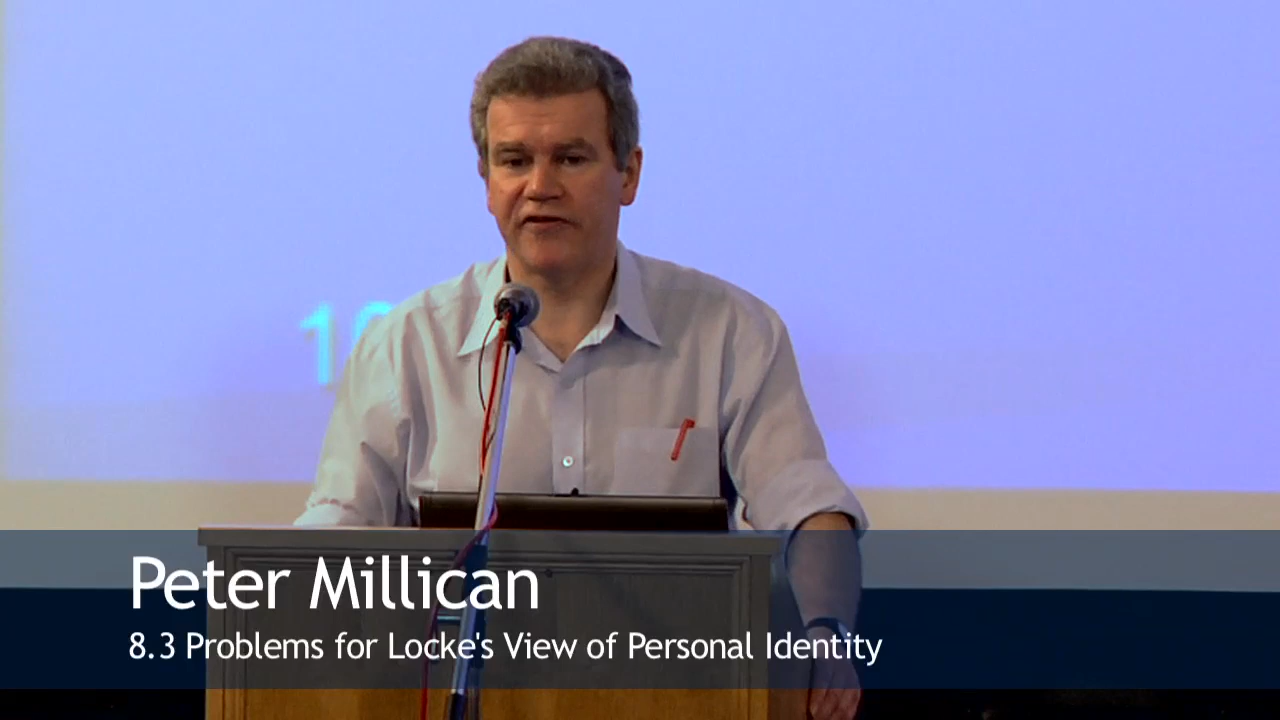 Peter Millican
8.3 Problems for Locke's View of Personal Identity